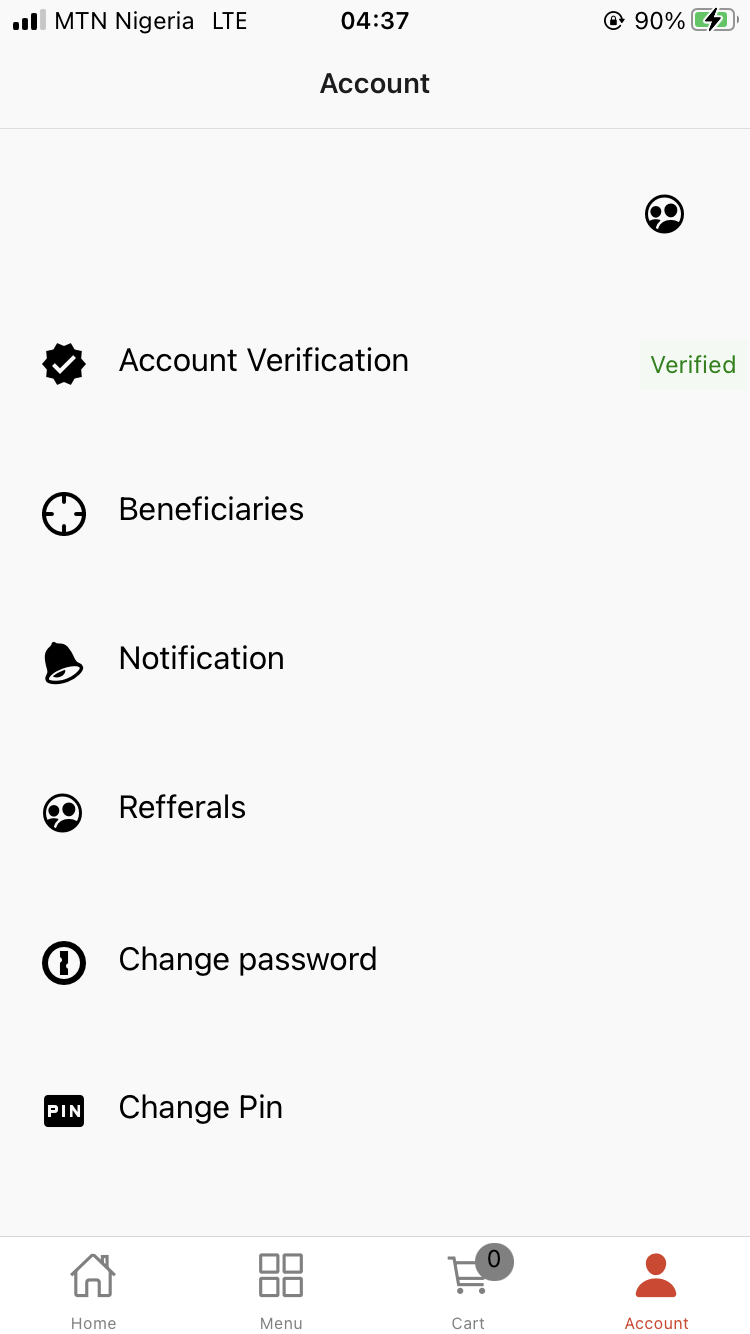 MTN Nigeria LTE 04:37 90%
Account
Account Verification Verified
Beneficiaries
Notification
Refferals
Change password
PIN Change Pin
0
Home Menu Cart Account